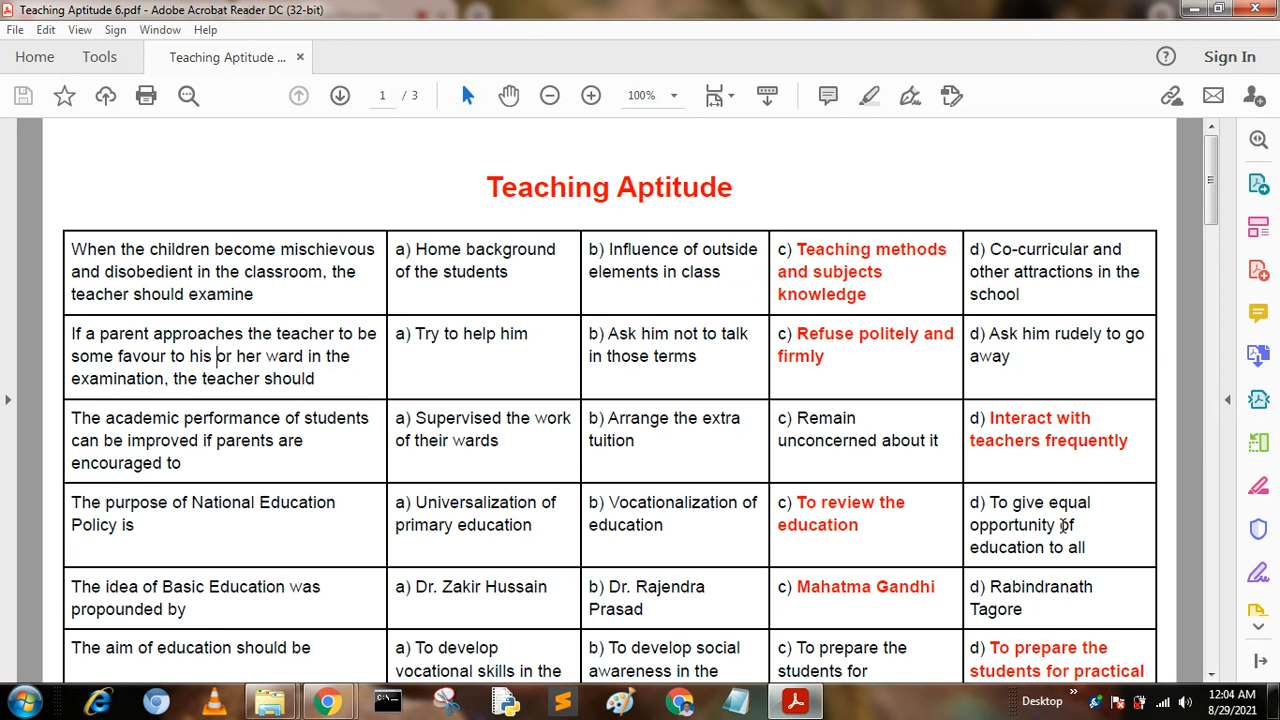 Teaching Aptitude 6.pdf - Adobe Acrobat Reader DC (32-bit)
File Edit View Sign Window Help
Home Tools Teaching Aptitude ... × Sign In
1 / 3 100%
Teaching Aptitude
When the children become mischievous
and disobedient in the classroom, the
teacher should examine
a) Home background
of the students
b) Influence of outside
elements in class
c) Teaching methods
and subjects
knowledge
d) Co-curricular and
other attractions in the
school
If a parent approaches the teacher to be
some favour to his or her ward in the
examination, the teacher should
a) Try to help him
b) Ask him not to talk
in those terms
c) Refuse politely and
firmly
d) Ask him rudely to go
away
The academic performance of students
can be improved if parents are
encouraged to
a) Supervised the work
of their wards
b) Arrange the extra
tuition
c) Remain
unconcerned about it
d) Interact with
teachers frequently
The purpose of National Education
Policy is
a) Universalization of
primary education
b) Vocationalization of
education
c) To review the
education
d) To give equal
opportunity of
education to all
The idea of Basic Education was
propounded by
a) Dr. Zakir Hussain
b) Dr. Rajendra
Prasad
c) Mahatma Gandhi
d) Rabindranath
Tagore
The aim of education should be
a) To develop
vocational skills in the
b) To develop social
awareness in the
c) To prepare the
students for
d) To prepare the
students for practical
Desktop
12:04 AM
8/29/2021